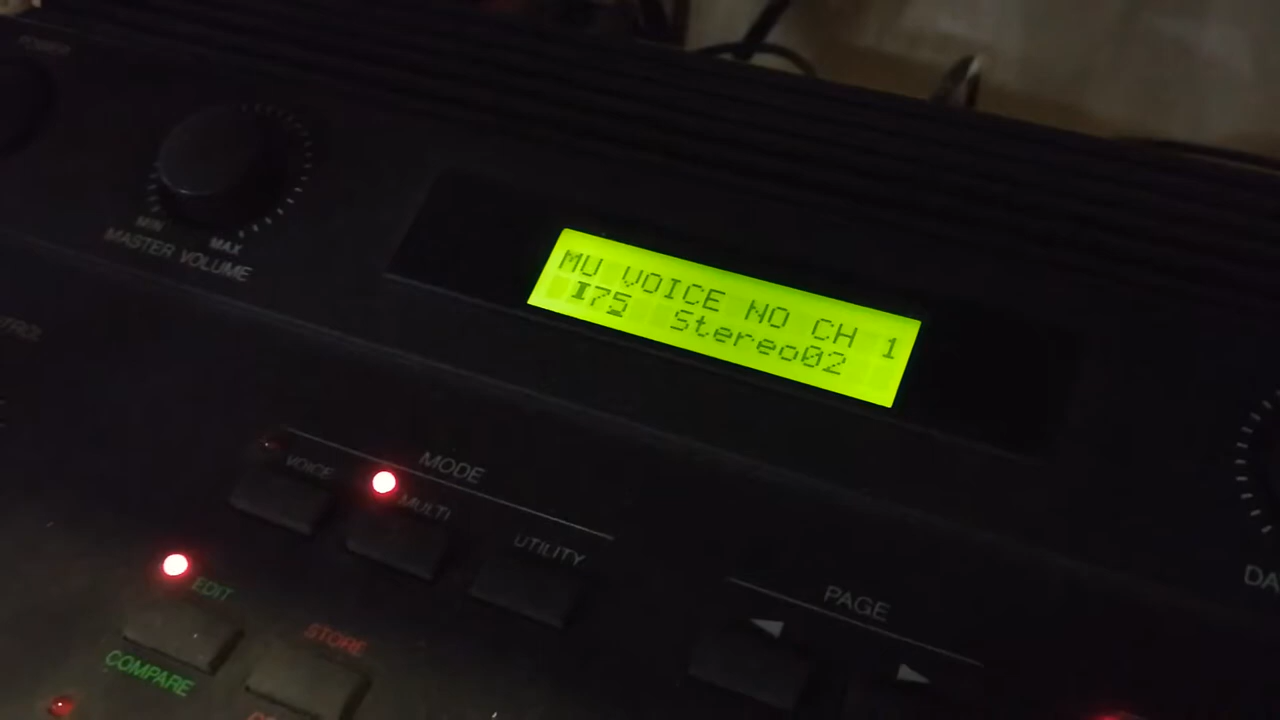 POWER
MIN MAX
MASTER VOLUME
MU VOICE NO CH 1
I75 Stereo02
MODE
VOICE MULTI UTILITY
EDIT
COMPARE
STORE
PAGE